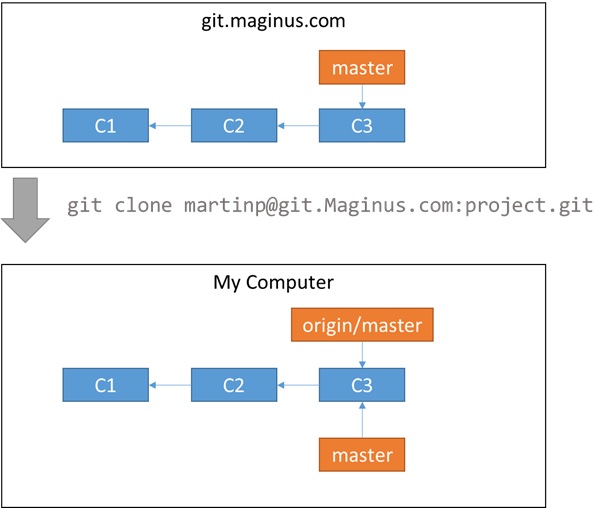 git.maginus.com
master
C1 C2 C3
git clone martinp@git.Maginus.com:project.git
My Computer
origin/master
C1 C2 C3
master